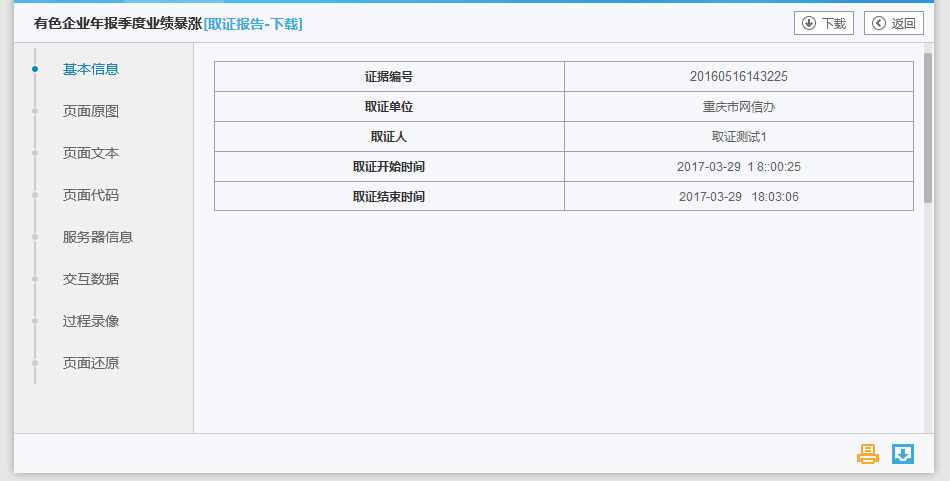 有色企业年报季度业绩暴涨[取证报告-下载]
下载
返回
基本信息
页面原图
页面文本
页面代码
服务器信息
交互数据
过程录像
页面还原
证据编号 20160516143225
取证单位 重庆市网信办
取证人 取证测试1
取证开始时间 2017-03-29 1 8::00:25
取证结束时间 2017-03-29 18:03:06